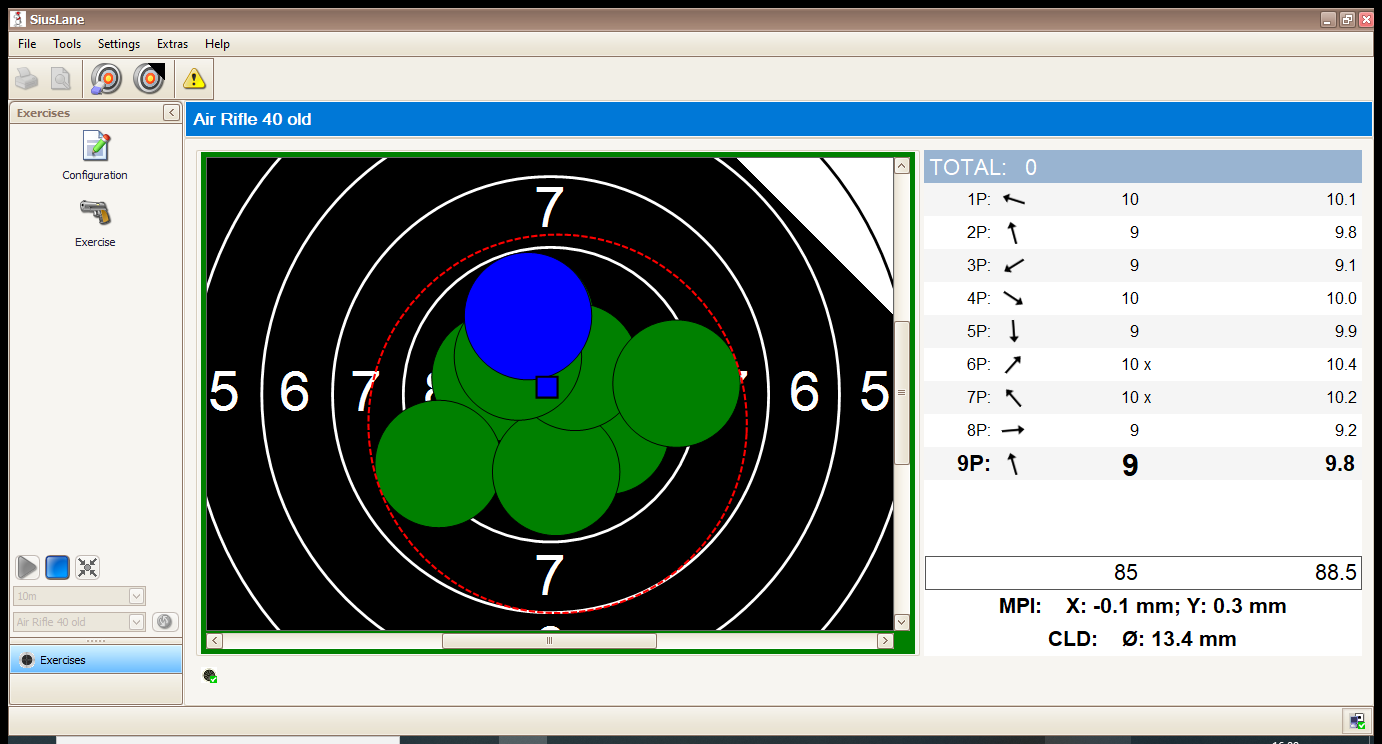 SiusLane
File Tools Settings Extras Help
Exercises
Configuration
Exercise
10m
Air Rifle 40 old
Exercises
Air Rifle 40 old
7
5 6 7 6 5
7
TOTAL: 0
1P: 10 10.1
2P: 9 9.8
3P: 9 9.1
4P: 10 10.0
5P: 9 9.9
6P: 10 x 10.4
7P: 10 x 10.2
8P: 9 9.2
9P: 9 9.8
85 88.5
MPI: X: -0.1 mm; Y: 0.3 mm
CLD: Ø: 13.4 mm